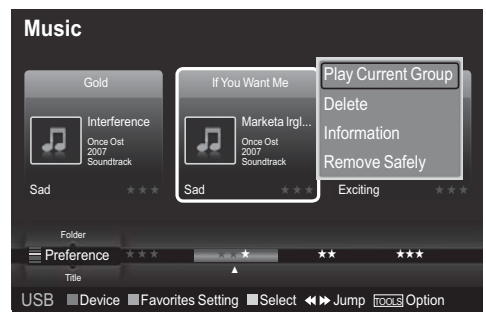 Music
Gold
Interference
Once Ost
2007
Soundtrack
Sad
If You Want Me
Marketa Irgl...
Once Ost
2007
Soundtrack
Sad
Exciting
Play Current Group
Delete
Information
Remove Safely
Folder
Preference
Title
USB Device Favorites Setting Select Jump TOOLS Option